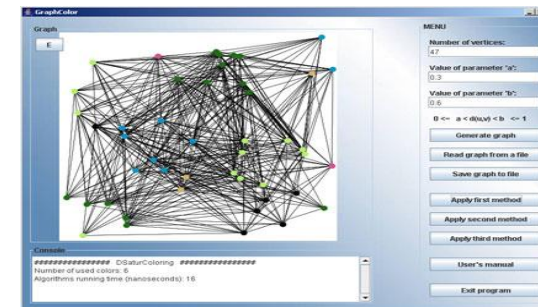 GraphColor
Graph
E
MENU
Number of vertices:
47
Value of parameter 'a':
0.3
Value of parameter 'b':
0.6
0 <= a < d(u,v) < b <= 1
Generate graph
Read graph from a file
Save graph to file
Apply first method
Apply second method
Apply third method
User's manual
Exit program
Console
################ DSaturColoring ################
Number of used colors: 6
Algorithms running time (nanoseconds): 16